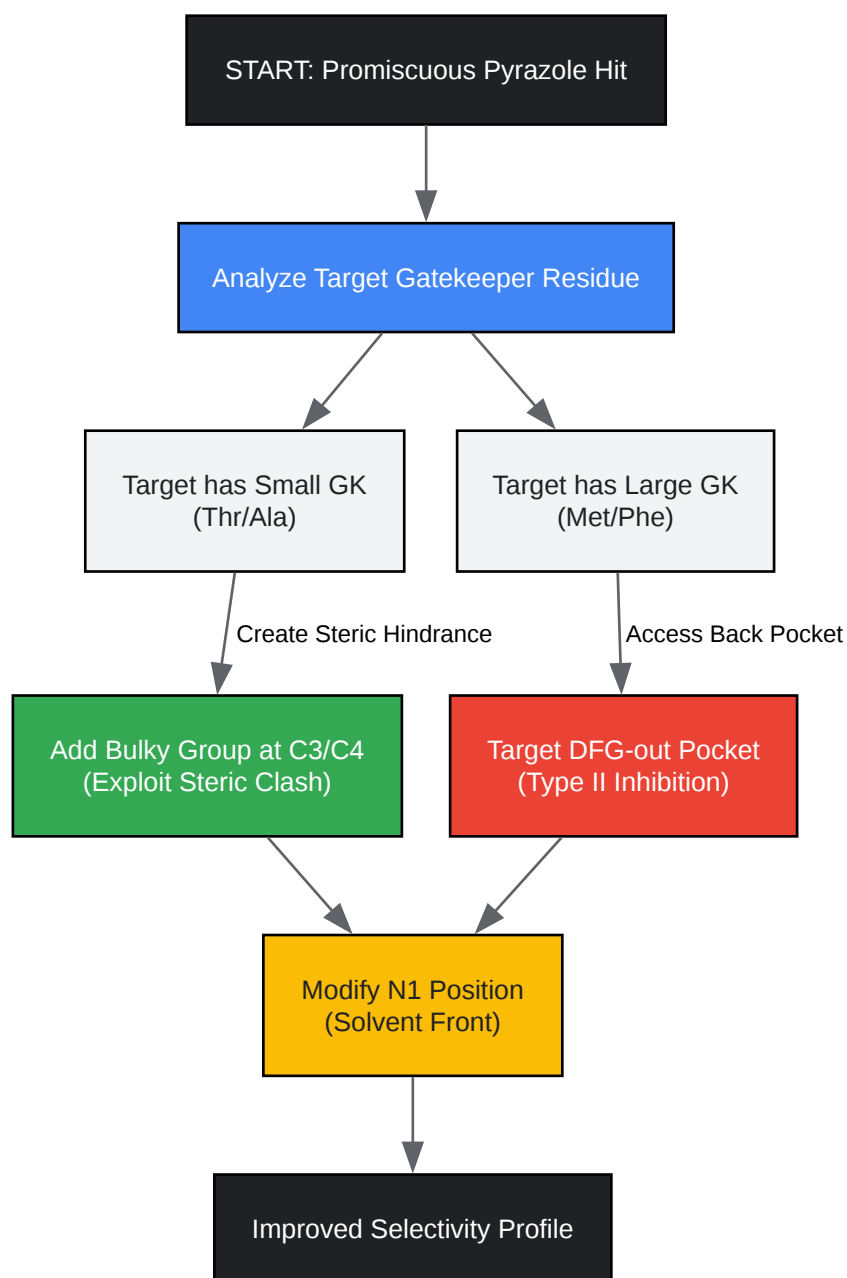 START: Promiscuous Pyrazole Hit
Analyze Target Gatekeeper Residue
Target has Small GK
(Thr/Ala)
Target has Large GK
(Met/Phe)
Create Steric Hindrance
Access Back Pocket
Add Bulky Group at C3/C4
(Exploit Steric Clash)
Target DFG-out Pocket
(Type II Inhibition)
Modify N1 Position
(Solvent Front)
Improved Selectivity Profile